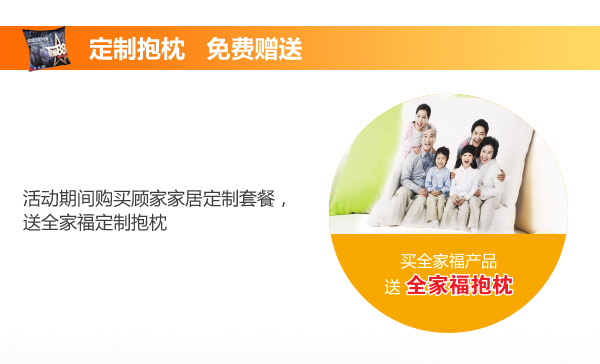 定制抱枕 免费赠送
活动期间购买顾家家居定制套餐，
送全家福定制抱枕
买全家福产品
送 全家福抱枕